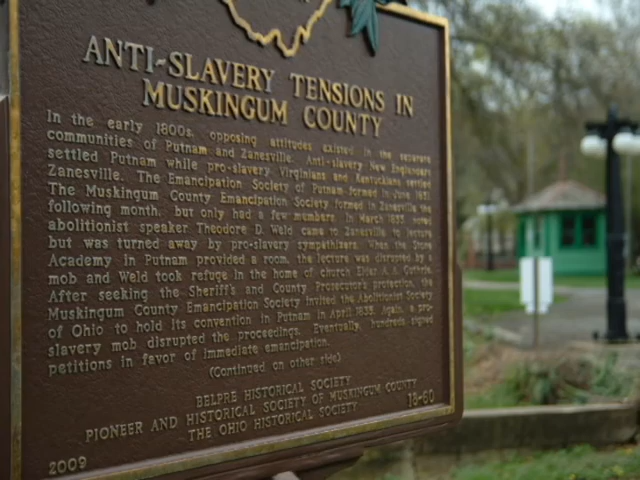 ANTI-SLAVERY TENSIONS IN
MUSKINGUM COUNTY
In the early 1800s, opposing attitudes existed in the separate
communities of Putnam and Zanesville. Anti-slavery New Englanders
settled Putnam while pro-slavery Virginians and Kentuckians settled
Zanesville. The Emancipation Society of Putnam formed in June 1831.
The Muskingum County Emancipation Society formed in Zanesville the
following month, but only had a few members. In March 1835, noted
abolitionist speaker Theodore D. Weld came to Zanesville to lecture
but was turned away by pro-slavery sympathizers. When the Stone
Academy in Putnam provided a room, the lecture was disrupted by a
mob and Weld took refuge in the home of church Elder A. A. Guthrie.
After seeking the Sheriff's and County Prosecutor's protection, the
Muskingum County Emancipation Society invited the Abolitionist Society
of Ohio to hold its convention in Putnam in April 1835. Again, a pro-
slavery mob disrupted the proceedings. Eventually, hundreds signed
petitions in favor of immediate emancipation.
(Continued on other side)
BELPRE HISTORICAL SOCIETY
PIONEER AND HISTORICAL SOCIETY OF MUSKINGUM COUNTY
THE OHIO HISTORICAL SOCIETY
18-60
2009